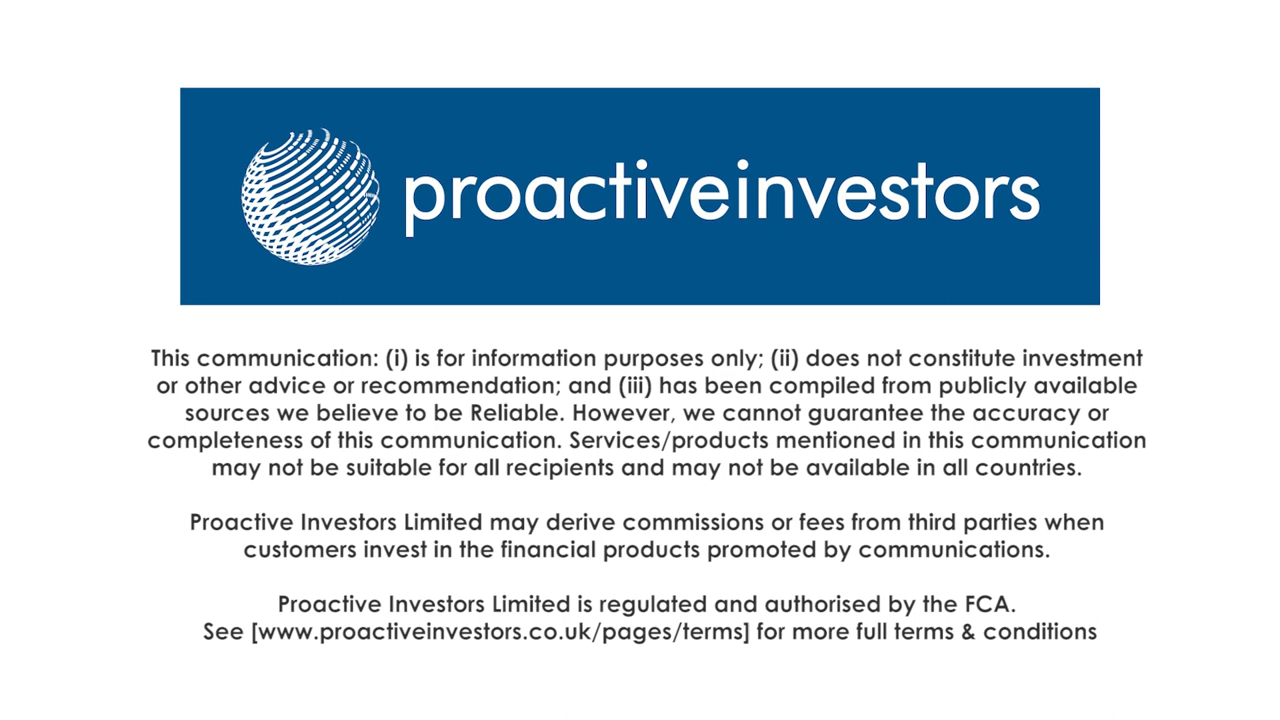 proactiveinvestors
This communication: (i) is for information purposes only; (ii) does not constitute investment
or other advice or recommendation; and (iii) has been compiled from publicly available
sources we believe to be Reliable. However, we cannot guarantee the accuracy or
completeness of this communication. Services/products mentioned in this communication
may not be suitable for all recipients and may not be available in all countries.
Proactive Investors Limited may derive commissions or fees from third parties when
customers invest in the financial products promoted by communications.
Proactive Investors Limited is regulated and authorised by the FCA.
See [www.proactiveinvestors.co.uk/pages/terms] for more full terms & conditions